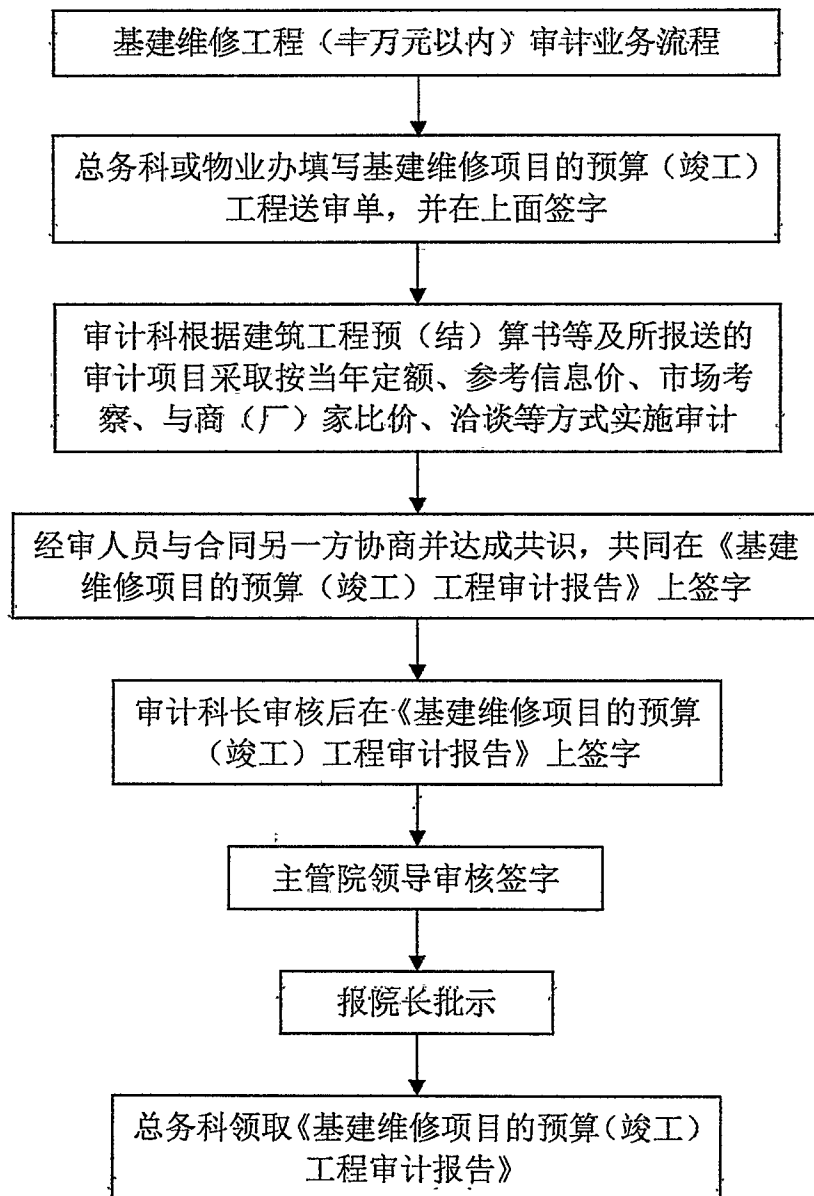 基建维修工程（十万元以内）审计业务流程
总务科或物业办填写基建维修项目的预算（竣工）
工程送审单，并在上面签字
审计科根据建筑工程预（结）算书等及所报送的
审计项目采取按当年定额、参考信息价、市场考
察、与商（厂）家比价、洽谈等方式实施审计
经审人员与合同另一方协商并达成共识，共同在《基建
维修项目的预算（竣工）工程审计报告》上签字
审计科长审核后在《基建维修项目的预算
（竣工）工程审计报告》上签字
主管院领导审核签字
报院长批示
总务科领取《基建维修项目的预算（竣工）
工程审计报告》